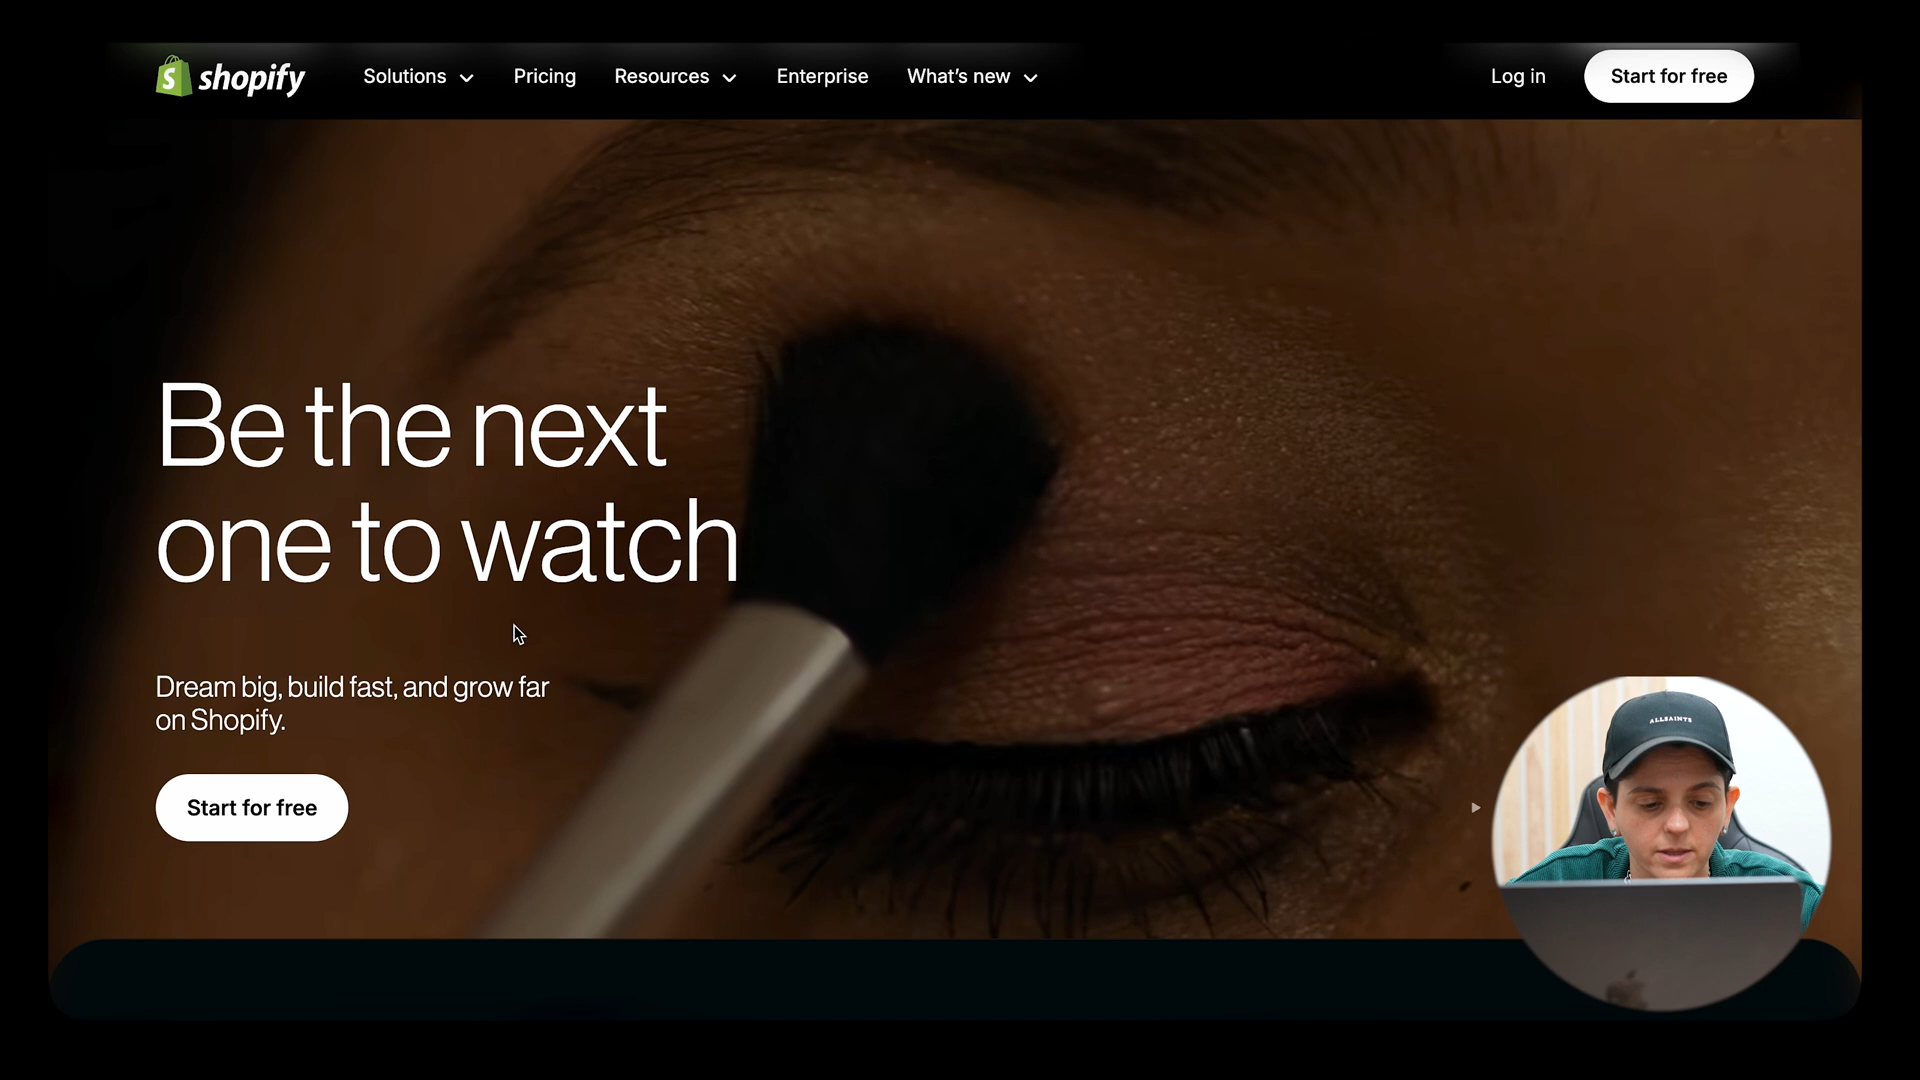 shopify
Solutions
Pricing
Resources
Enterprise
What's new
Log in
Start for free
Be the next
one to watch
Dream big, build fast, and grow far
on Shopify.
Start for free
ALLSAINTS